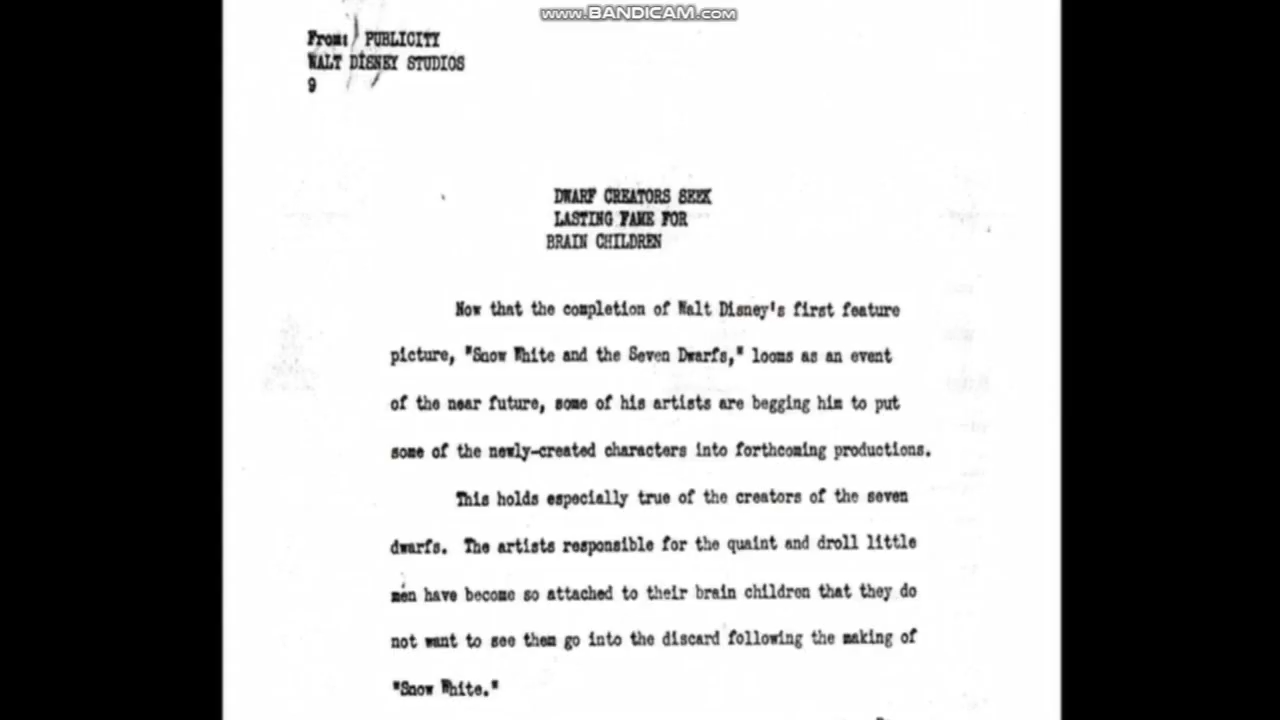 www.BANDICAM.com
From: PUBLICITY
WALT DISNEY STUDIOS
9
DWARF CREATORS SEEK
LASTING FAME FOR
BRAIN CHILDREN
Now that the completion of Walt Disney's first feature
picture, "Snow White and the Seven Dwarfs," looms as an event
of the near future, some of his artists are begging him to put
some of the newly-created characters into forthcoming productions.
This holds especially true of the creators of the seven
dwarfs. The artists responsible for the quaint and droll little
men have become so attached to their brain children that they do
not want to see them go into the discard following the making of
"Snow White."